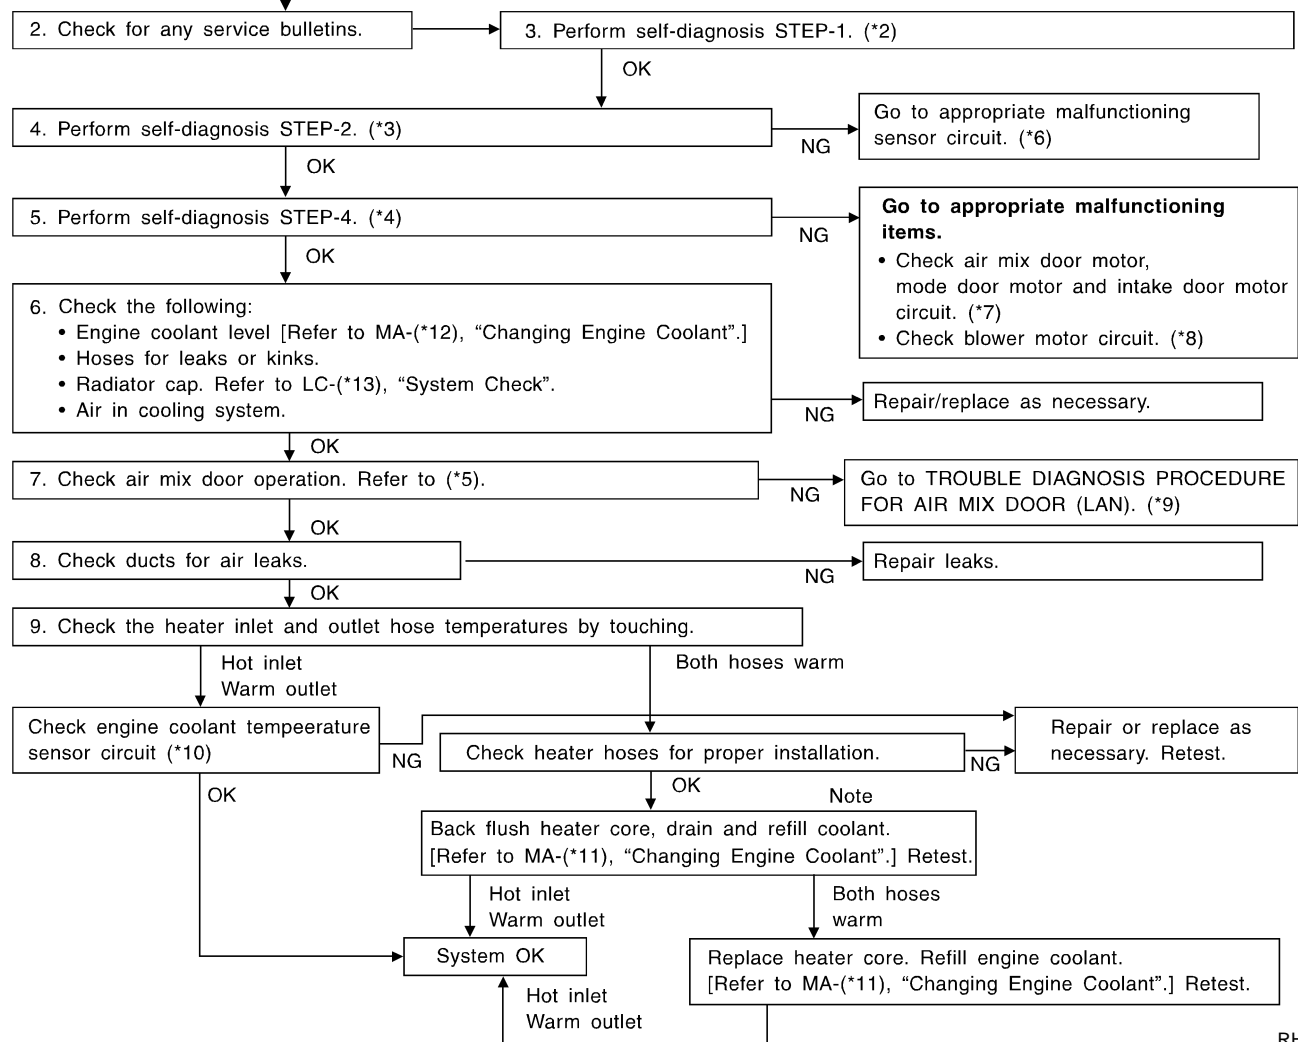 2. Check for any service bulletins.
3. Perform self-diagnosis STEP-1. (*2)
OK
4. Perform self-diagnosis STEP-2. (*3)
NG
Go to appropriate malfunctioning
sensor circuit. (*6)
OK
5. Perform self-diagnosis STEP-4. (*4)
NG
Go to appropriate malfunctioning
items.
• Check air mix door motor,
mode door motor and intake door motor
circuit. (*7)
• Check blower motor circuit. (*8)
OK
6. Check the following:
• Engine coolant level [Refer to MA-(*12), “Changing Engine Coolant”.]
• Hoses for leaks or kinks.
• Radiator cap. Refer to LC-(*13), “System Check”.
• Air in cooling system.
NG
Repair/replace as necessary.
OK
7. Check air mix door operation. Refer to (*5).
NG
Go to TROUBLE DIAGNOSIS PROCEDURE
FOR AIR MIX DOOR (LAN). (*9)
OK
8. Check ducts for air leaks.
NG
Repair leaks.
OK
9. Check the heater inlet and outlet hose temperatures by touching.
Hot inlet
Warm outlet
Both hoses warm
Check engine coolant tempeerature
sensor circuit (*10)
NG
Check heater hoses for proper installation.
NG
Repair or replace as
necessary. Retest.
OK
OK
Note
Back flush heater core, drain and refill coolant.
[Refer to MA-(*11), “Changing Engine Coolant”.] Retest.
Hot inlet
Warm outlet
Both hoses
warm
System OK
Replace heater core. Refill engine coolant.
[Refer to MA-(*11), “Changing Engine Coolant”.] Retest.
Hot inlet
Warm outlet